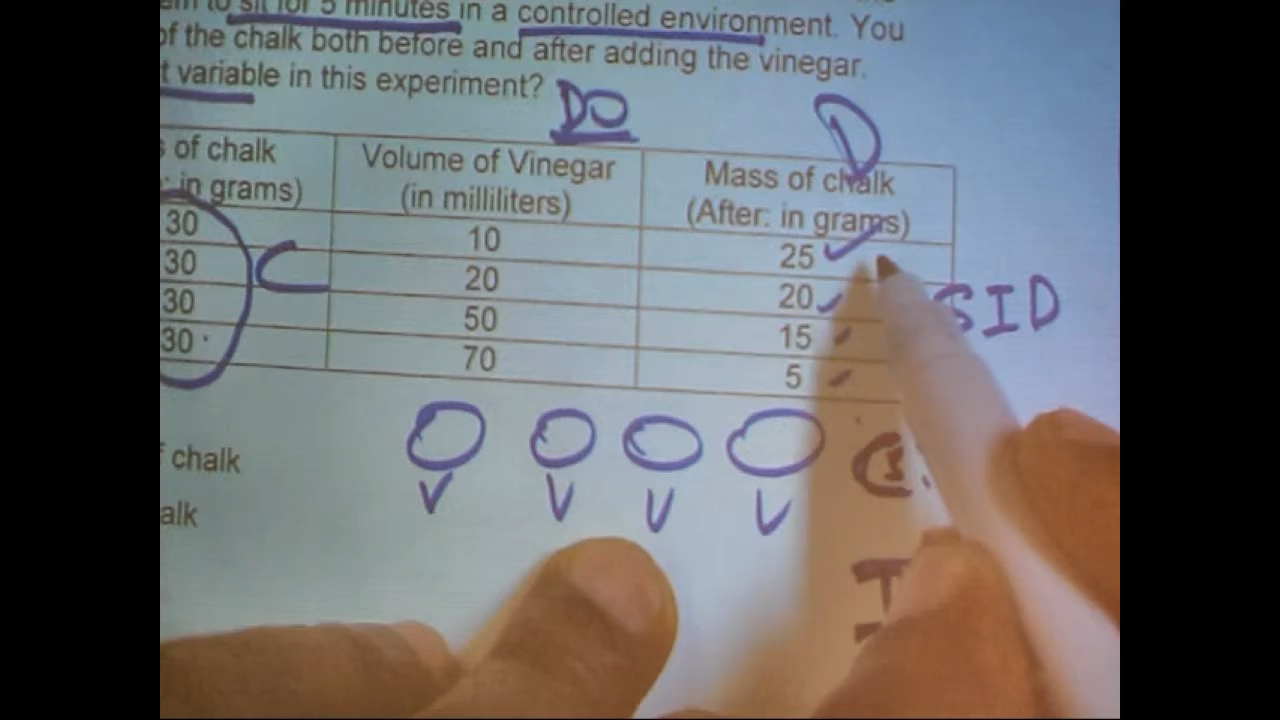 to sit for 5 minutes in a controlled environment. You
of the chalk both before and after adding the vinegar.
t variable in this experiment?
DO
D
of chalk
in grams)
Volume of Vinegar
(in milliliters)
Mass of chalk
(After: in grams)
30 10 25
30 C 20 20
30 50 15
30 70 5
SID
chalk
alk
V V V V
I